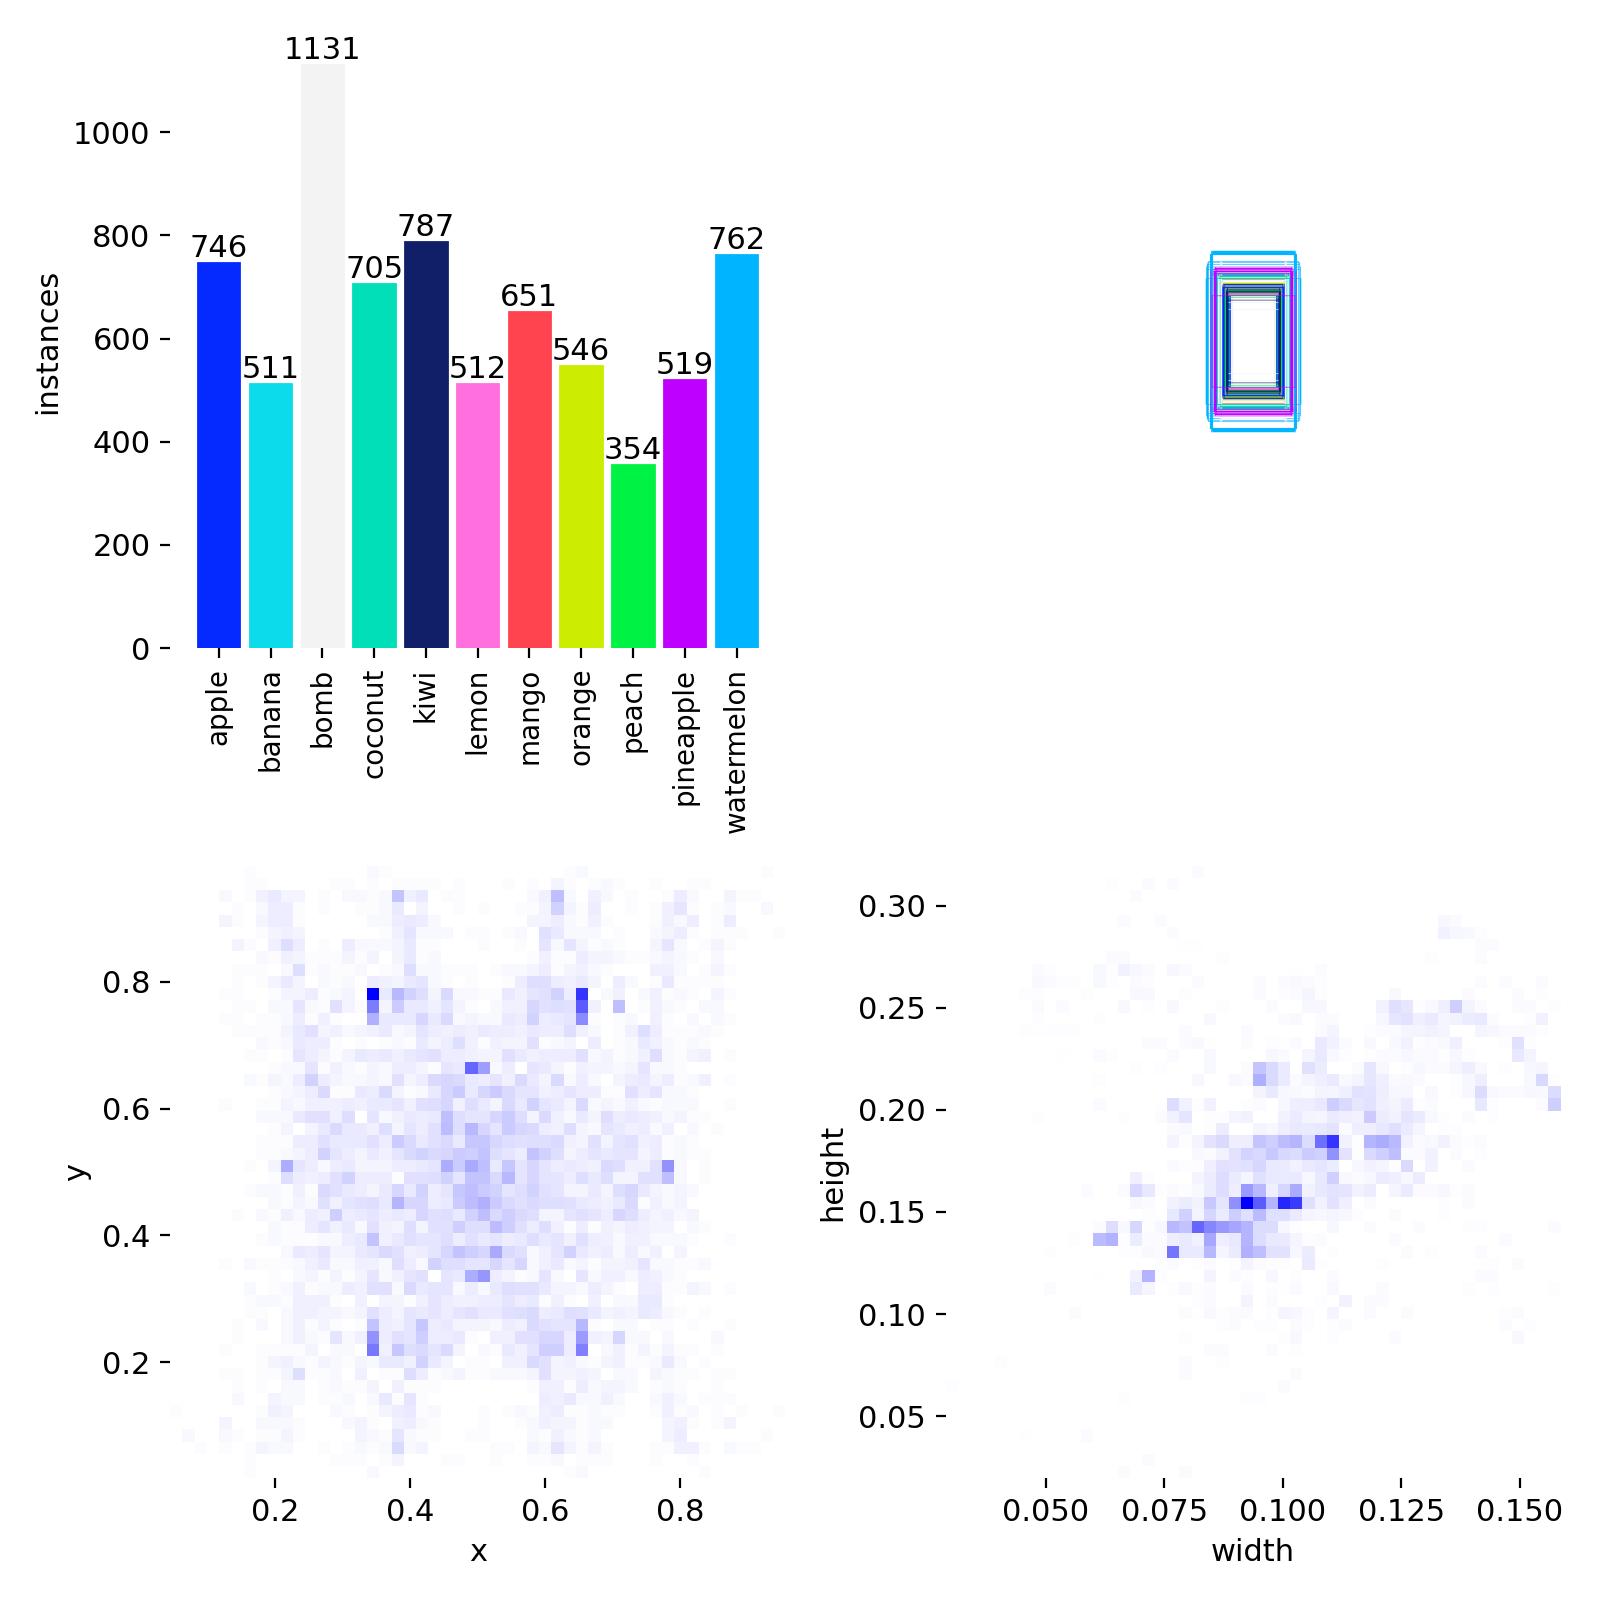 1131
1000
800
600
400
200
0
instances
746
511
705
787
512
651
546
354
519
762
apple
banana
bomb
coconut
kiwi
lemon
mango
orange
peach
pineapple
watermelon
0.8
0.6
0.4
0.2
y
0.2 0.4 0.6 0.8
x
0.30
0.25
0.20
0.15
0.10
0.05
height
0.050 0.075 0.100 0.125 0.150
width